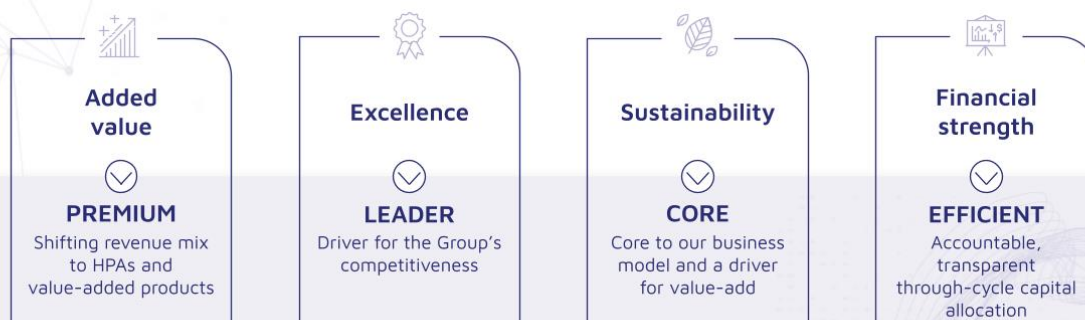 Added
value
PREMIUM
Shifting revenue mix
to HPAs and
value-added products
Excellence
LEADER
Driver for the Group's
competitiveness
Sustainability
CORE
Core to our business
model and a driver
for value-add
Financial
strength
EFFICIENT
Accountable,
transparent
through-cycle capital
allocation